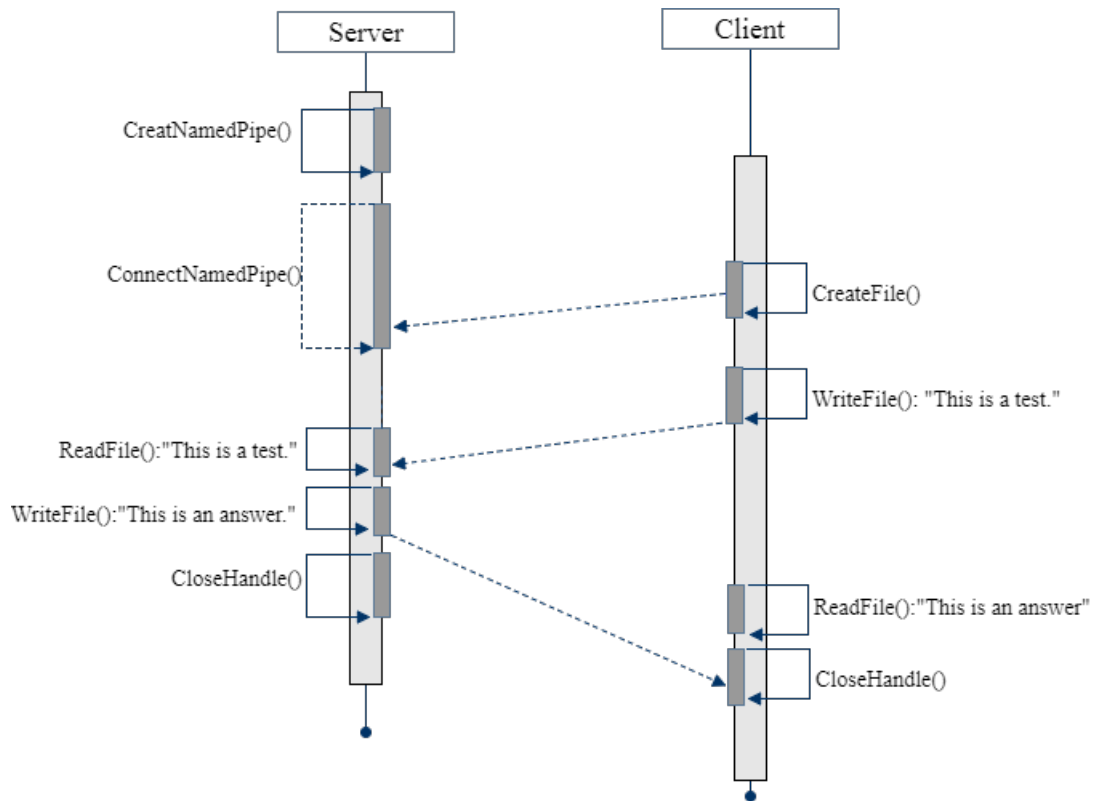 Server
Client
CreatNamedPipe()
ConnectNamedPipe()
CreateFile()
WriteFile(): "This is a test."
ReadFile():"This is a test."
WriteFile():"This is an answer."
CloseHandle()
ReadFile():"This is an answer"
CloseHandle()